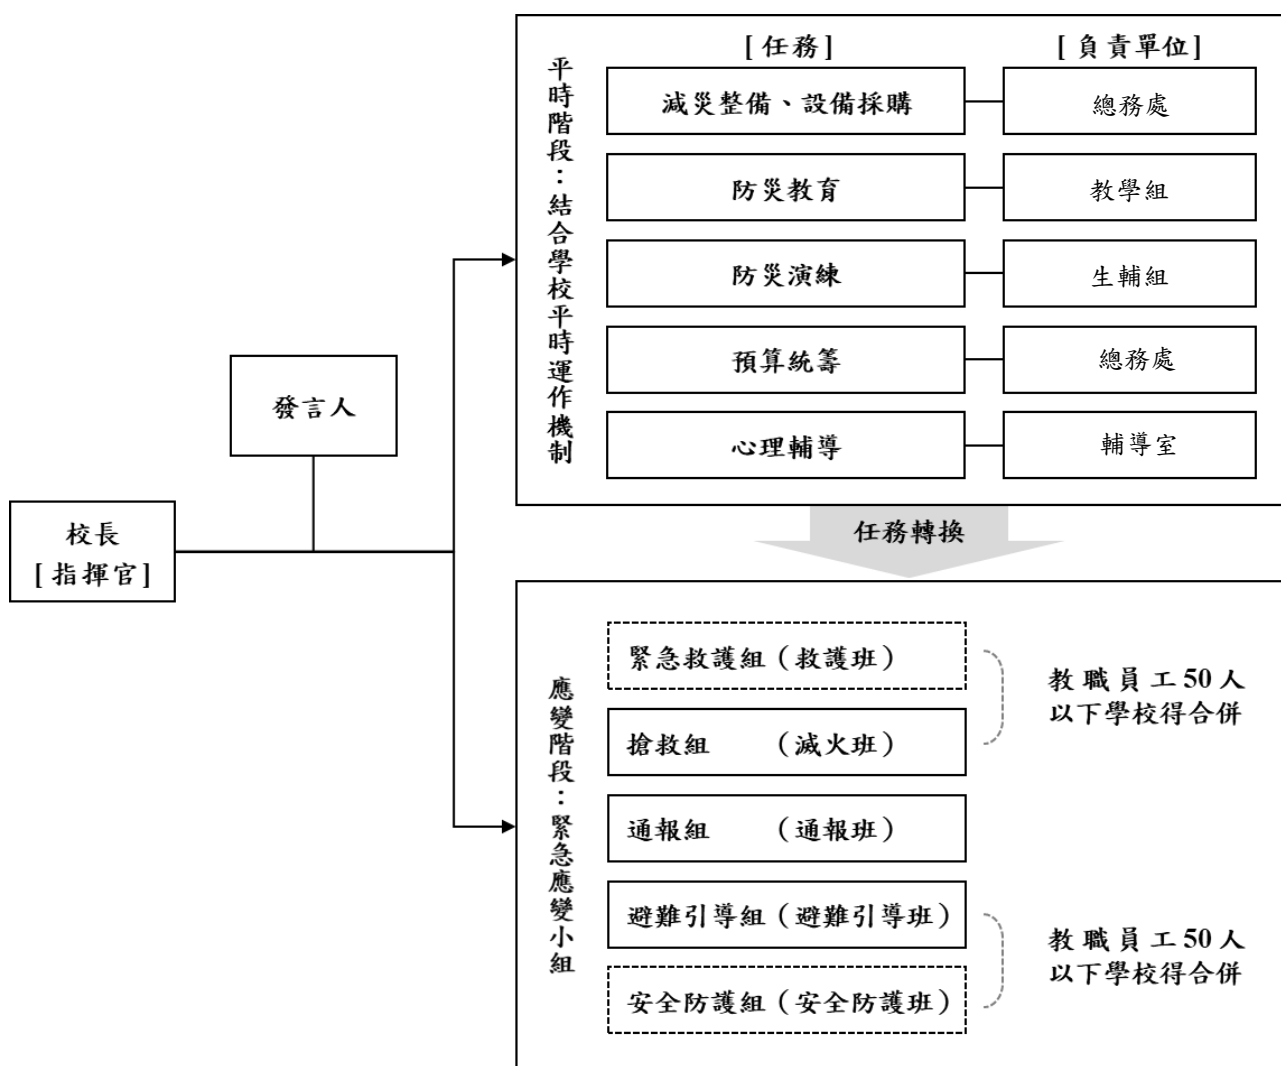 [任務]
[負責單位]
平時階段：結合學校平時運作機制
減災整備、設備採購
總務處
防災教育
教學組
防災演練
生輔組
預算統籌
總務處
心理輔導
輔導室
發言人
校長
[指揮官]
任務轉換
應變階段：緊急應變小組
緊急救護組（救護班）
搶救組　　（滅火班）
教職員工50人
以下學校得合併
通報組　　（通報班）
避難引導組（避難引導班）
安全防護組（安全防護班）
教職員工50人
以下學校得合併